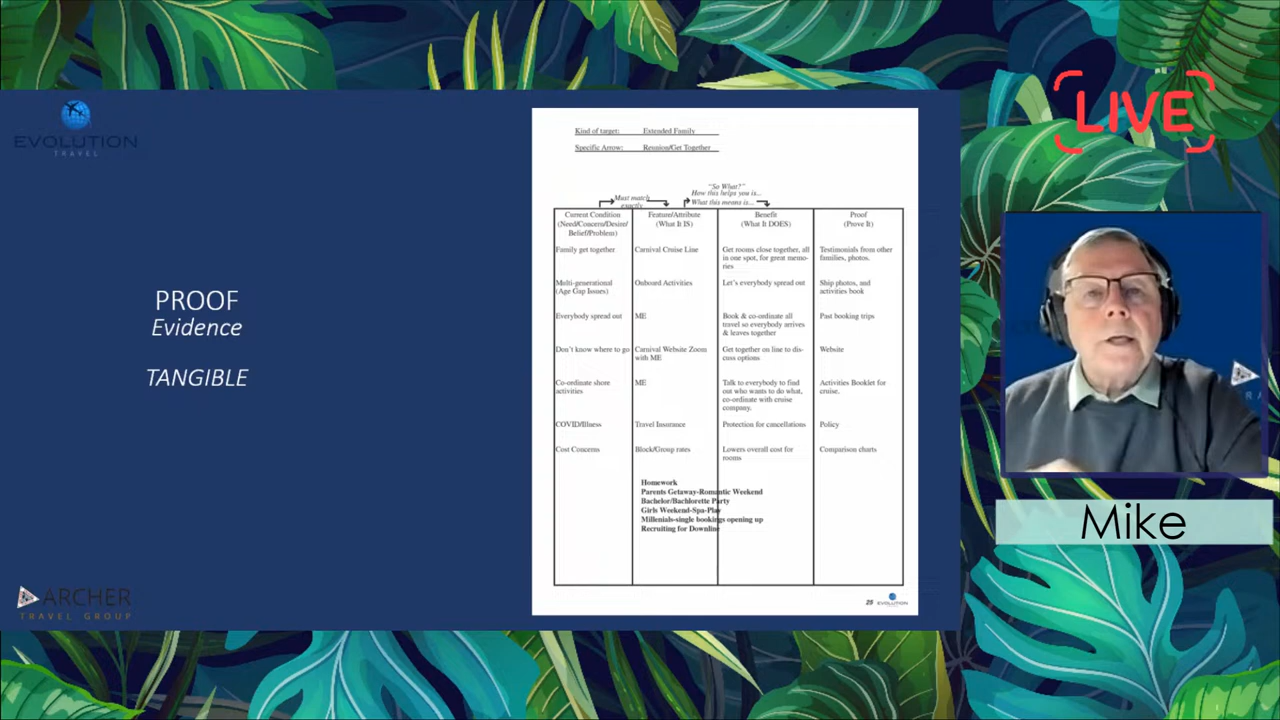 EVOLUTION
TRAVEL
PROOF
Evidence
TANGIBLE
ARCHER
TRAVEL GROUP
Kind of target: Extended Family
Specific Arrow: Reunion/Get Together
Must match
exactly
"So What?"
How this helps you is...
What this means is...
Current Condition
(Need/Concern/Desire/
Belief/Problem)
Feature/Attribute
(What It IS)
Benefit
(What It DOES)
Proof
(Prove It)
Family get together
Carnival Cruise Line
Get rooms close together, all
in one spot, for great memo-
ries
Testimonials from other
families, photos.
Multi-generational
(Age Gap Issues)
Onboard Activities
Let's everybody spread out
Ship photos, and
activities book
Everybody spread out
ME
Book & co-ordinate all
travel so everybody arrives
& leaves together
Past booking trips
Don't know where to go
Carnival Website Zoom
with ME
Get together on line to dis-
cuss options
Website
Co-ordinate shore
activities
ME
Talk to everybody to find
out who wants to do what,
co-ordinate with cruise
company.
Activities Booklet for
cruise.
COVID/Illness
Travel Insurance
Protection for cancellations
Policy
Cost Concerns
Block/Group rates
Lowers overall cost for
rooms
Comparison charts
Homework
Parents Getaway-Romantic Weekend
Bachelor/Bachlorette Party
Girls Weekend-Spa-Play
Millenials-single bookings opening up
Recruiting for Downline
25 EVOLUTION
LIVE
Mike